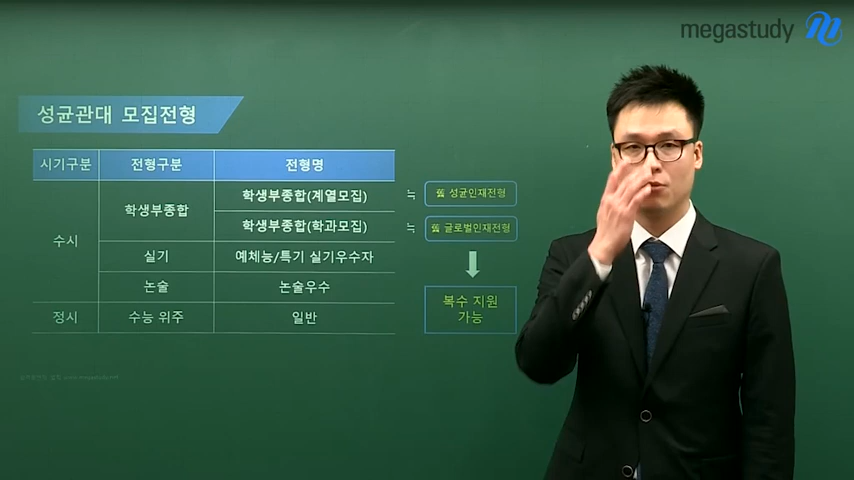 megastudy
성균관대 모집전형
시기구분 전형구분 전형명
수시 학생부종합 학생부종합(계열모집) ≒ 舊 성균인재전형
학생부종합(학과모집) ≒ 舊 글로벌인재전형
실기 예체능/특기 실기우수자
논술 논술우수
정시 수능 위주 일반
복수 지원
가능